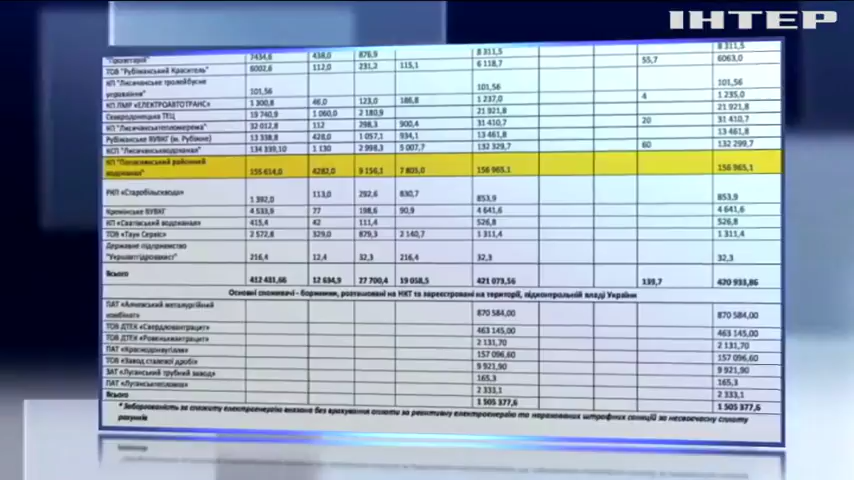 ІНТЕР
7434,6 438,0 876,9 8 311,5 8 311,5
ТОВ "Рубіжанський Краситель" 6002,6 112,0 231,2 115,1 6 118,7 55,7 6063,0
КП "Лисичанське тролейбусне
управління" 101,56 101,56 101,56
КП ЛМР «ЕЛЕКТРОАВТОТРАНС» 1 300,8 46,0 123,0 186,8 1 237,0 4 1 235,0
Сєвєродонецька ТЕЦ 19 740,9 1 060,0 2 180,9 21 921,8 21 921,8
КП «Лисичанськтепломережа» 32 012,8 112 298,3 900,4 31 410,7 20 31 410,7
Рубіжанське ВУВКГ (м. Рубіжне) 13 338,8 428,0 1 057,1 934,1 13 461,8 13 461,8
КСП "Лисичанськводоканал" 134 339,10 1 130 2 998,3 5 007,7 132 329,7 60 132 299,7
КП "Попаснянський районний
водоканал" 155 614,0 4282,0 9 156,1 7 805,0 156 965,1 156 965,1
РКП «Старобільськвода» 1 392,0 113,0 292,6 830,7 853,9 853,9
Кремінське ВУВКГ 4 533,9 77 198,6 90,9 4 641,6 4 641,6
КП «Сватівський водоканал» 415,4 42 111,4 526,8 526,8
ТОВ «Таун Сервіс» 2 572,8 329,0 879,3 2 140,7 1 311,4 1 311,4
Державне підприємство
"Укршахтгідрозахист" 216,4 12,4 32,3 216,4 32,3 32,3
Всього 412 431,66 12 694,9 27 700,4 19 058,5 421 073,56 139,7 420 933,86
Основні споживачі - боржники, розташовані на НКТ та зареєстровані на території, підконтрольній владі України
ПАТ «Алчевський металургійний
комбінат» 870 584,00 870 584,00
ТОВ ДТЕК «Свердловантрацит» 463 145,00 463 145,00
ТОВ ДТЕК «Ровенькиантрацит» 2 131,70 2 131,70
ПАТ «Краснодонвугілля» 157 096,60 157 096,60
ТОВ «Завод сталевої дробі» 9 921,90 9 921,90
ЗАТ «Луганський трубний завод» 165,3 165,3
ПАТ «Луганськтепловоз» 2 333,1 2 333,1
Всього 1 505 377,6 1 505 377,6
* Заборгованість за спожиту електроенергію вказана без врахування оплати за реактивну електроенергію та нарахованих штрафних санкцій за несвоєчасну сплату
рахунків